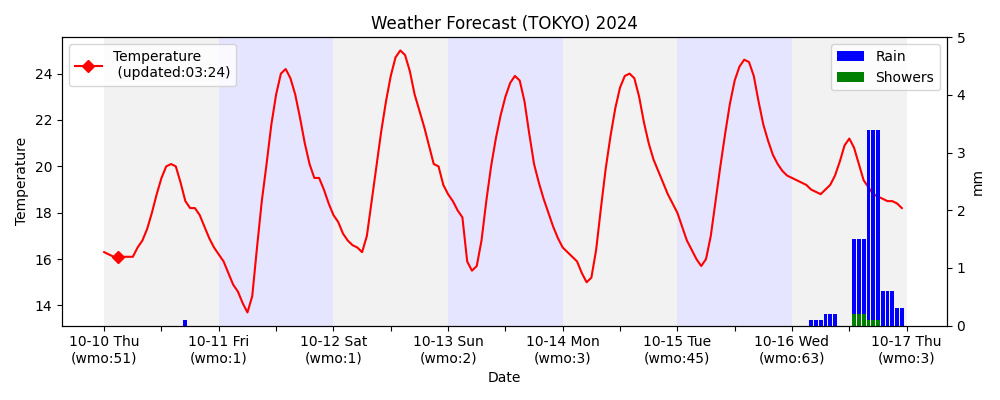 Weather Forecast (TOKYO) 2024
Temperature
(updated:03:24)
Rain
Showers
Temperature
24
22
20
18
16
14
5
4
3
2
1
0
mm
10-10 Thu
(wmo:51)
10-11 Fri
(wmo:1)
10-12 Sat
(wmo:1)
10-13 Sun
(wmo:2)
10-14 Mon
(wmo:3)
10-15 Tue
(wmo:45)
10-16 Wed
(wmo:63)
10-17 Thu
(wmo:3)
Date